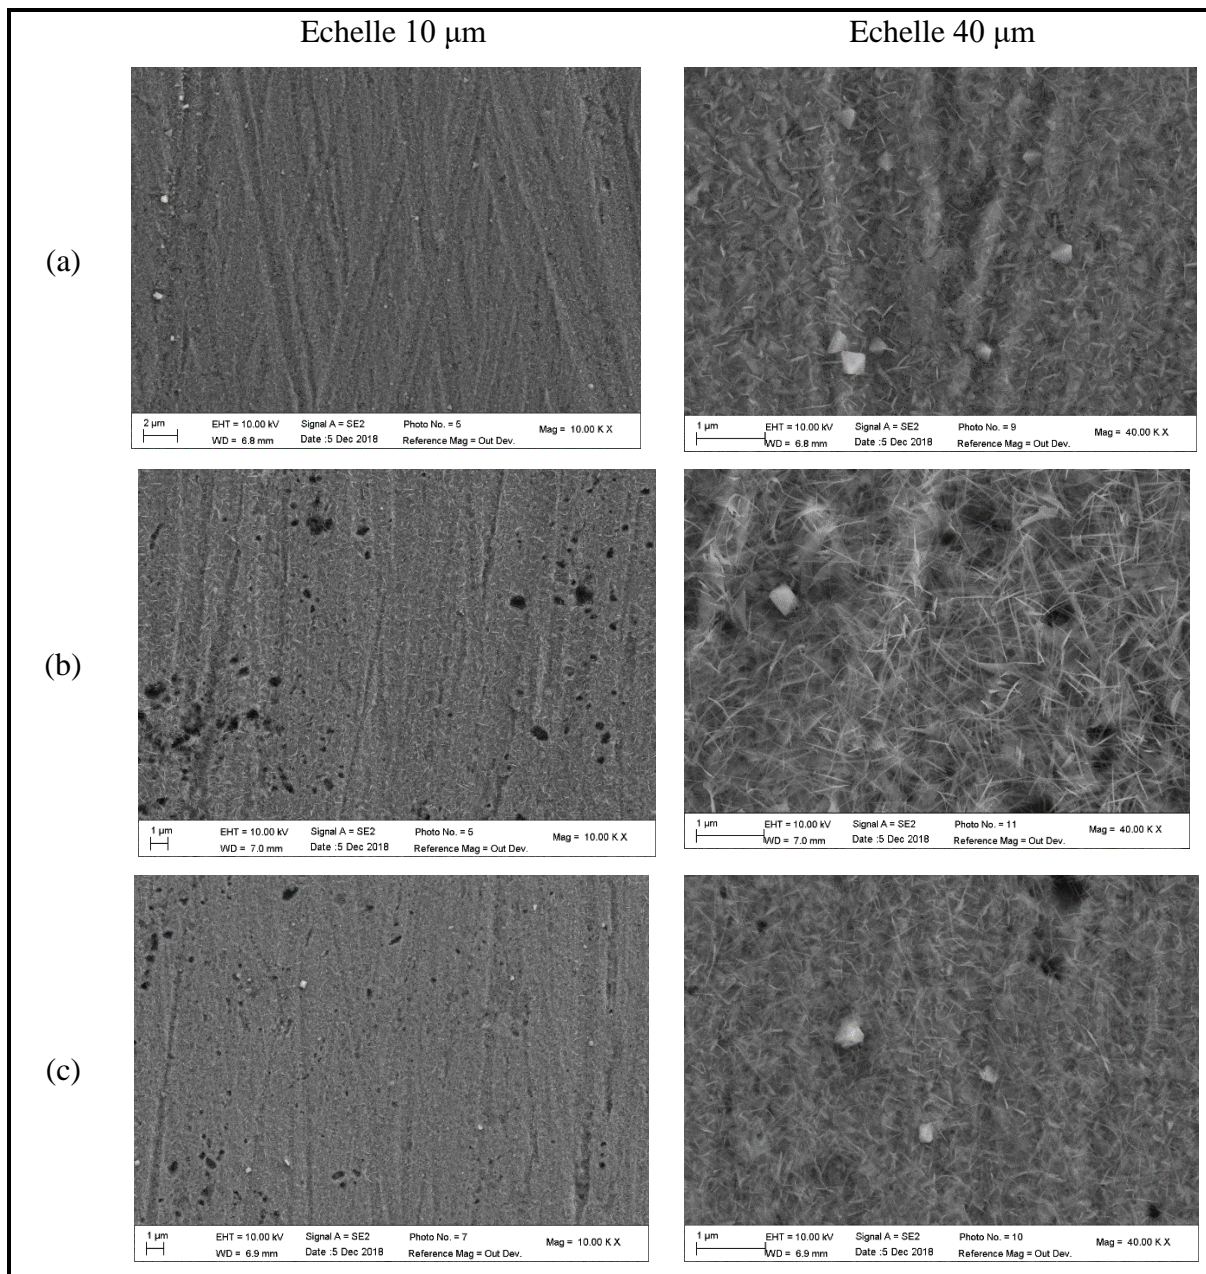 Echelle 10 μm
Echelle 40 μm
(a)
2 µm
EHT = 10.00 kV
Signal A = SE2
Photo No. = 5
Mag = 10.00 K X
WD = 6.8 mm
Date :5 Dec 2018
Reference Mag = Out Dev.
1 µm
EHT = 10.00 kV
Signal A = SE2
Photo No. = 9
Mag = 40.00 K X
WD = 6.8 mm
Date :5 Dec 2018
Reference Mag = Out Dev.
(b)
1 µm
EHT = 10.00 kV
Signal A = SE2
Photo No. = 5
Mag = 10.00 K X
WD = 7.0 mm
Date :5 Dec 2018
Reference Mag = Out Dev.
1 µm
EHT = 10.00 kV
Signal A = SE2
Photo No. = 11
Mag = 40.00 K X
WD = 7.0 mm
Date :5 Dec 2018
Reference Mag = Out Dev.
(c)
1 µm
EHT = 10.00 kV
Signal A = SE2
Photo No. = 7
Mag = 10.00 K X
WD = 6.9 mm
Date :5 Dec 2018
Reference Mag = Out Dev.
1 µm
EHT = 10.00 kV
Signal A = SE2
Photo No. = 10
Mag = 40.00 K X
WD = 6.9 mm
Date :5 Dec 2018
Reference Mag = Out Dev.